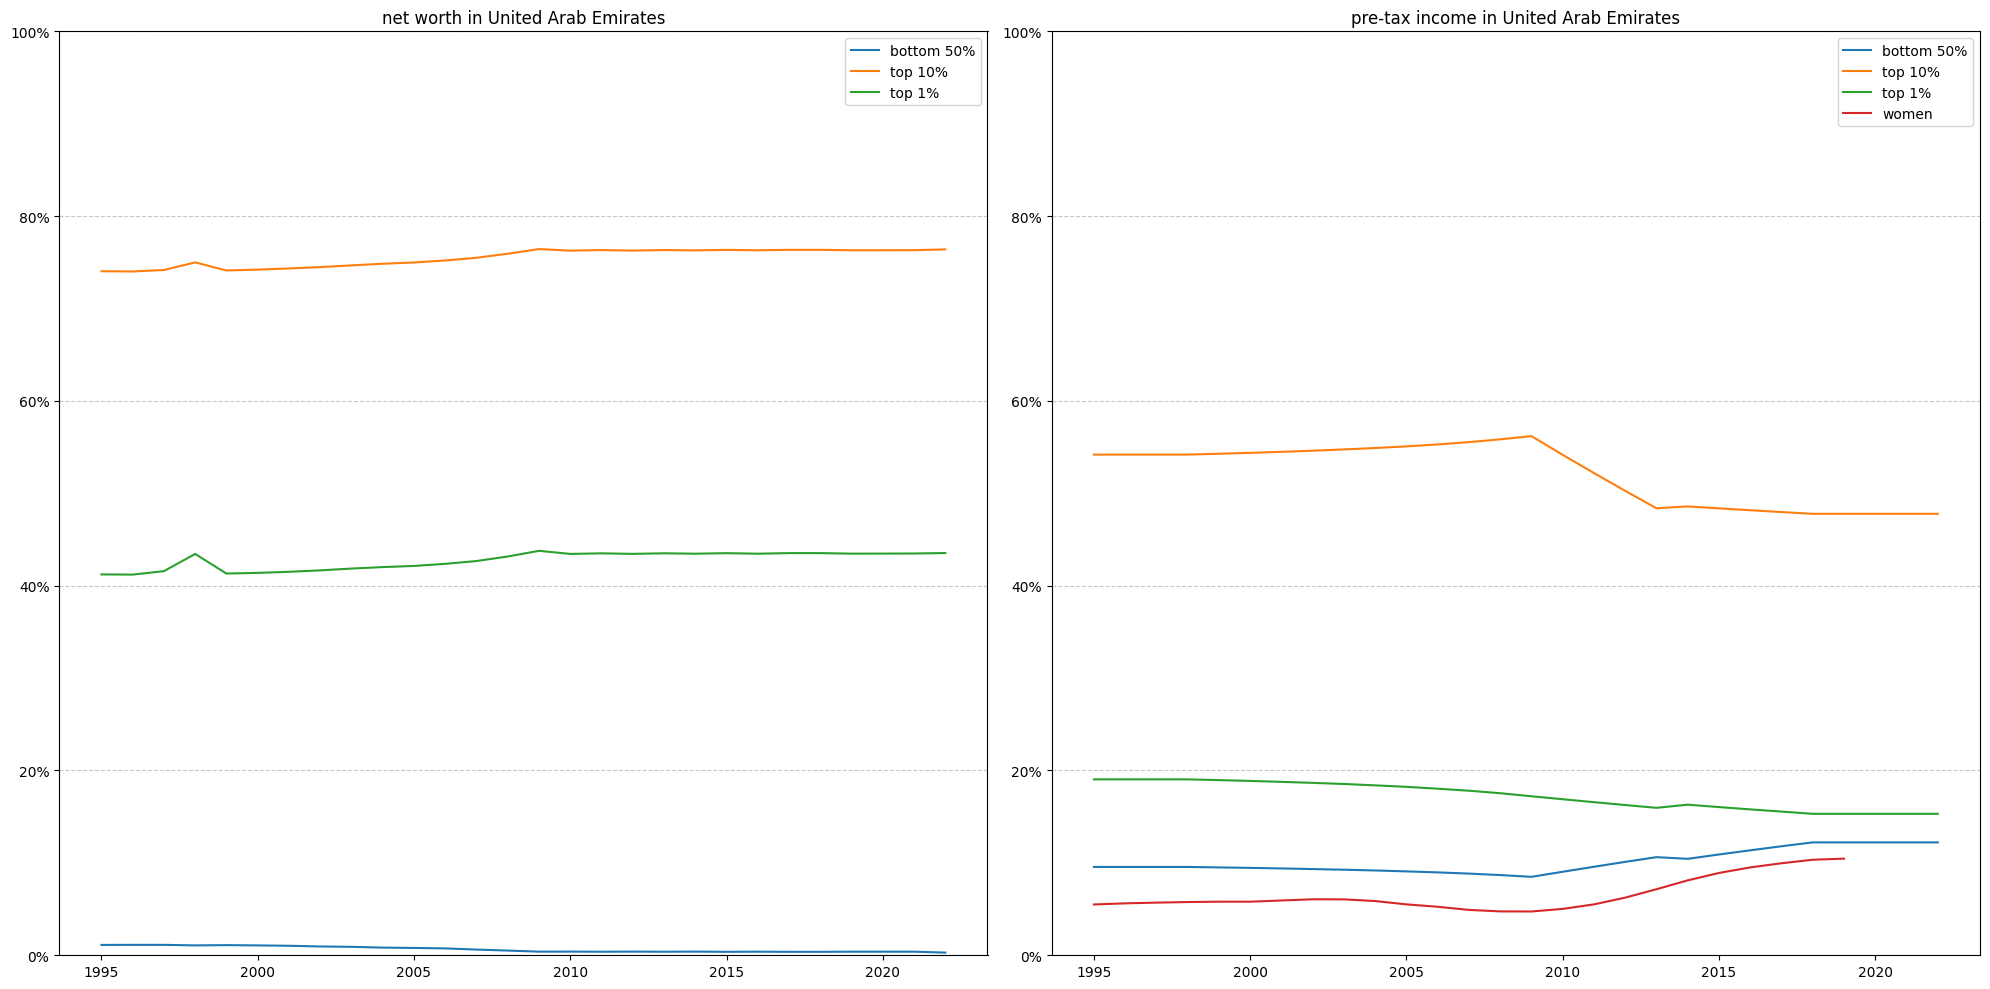 net worth in United Arab Emirates
100%
80%
60%
40%
20%
0%
1995 2000 2005 2010 2015 2020
bottom 50%
top 10%
top 1%
pre-tax income in United Arab Emirates
100%
80%
60%
40%
20%
0%
1995 2000 2005 2010 2015 2020
bottom 50%
top 10%
top 1%
women